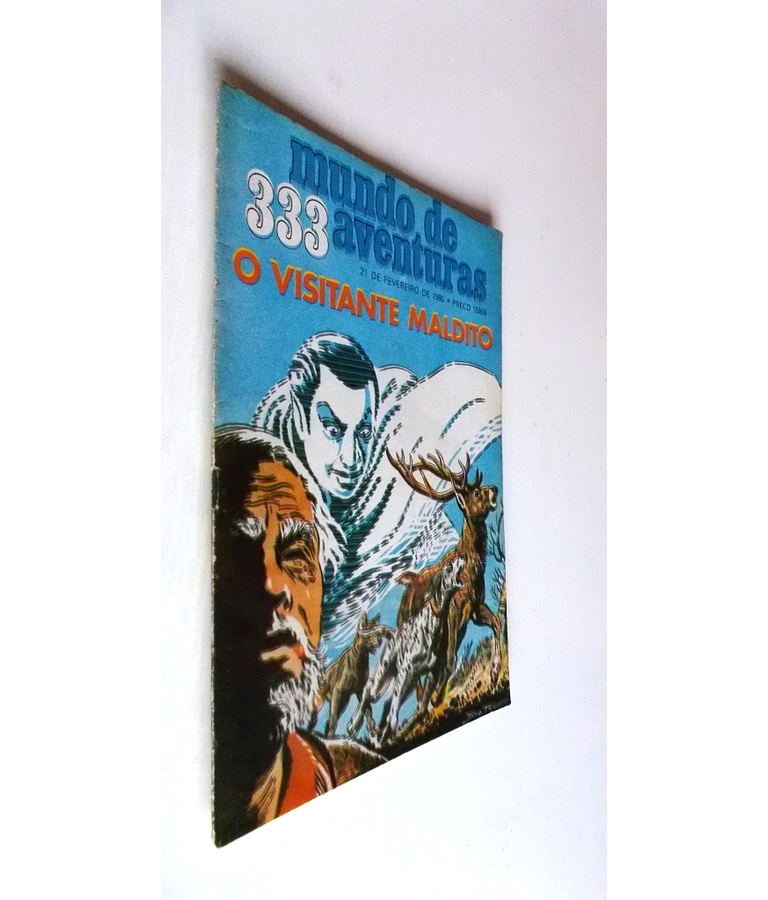 mundo de
333 aventuras
21 DE FEVEREIRO DE 1980 • PREÇO 15$00
O VISITANTE MALDITO